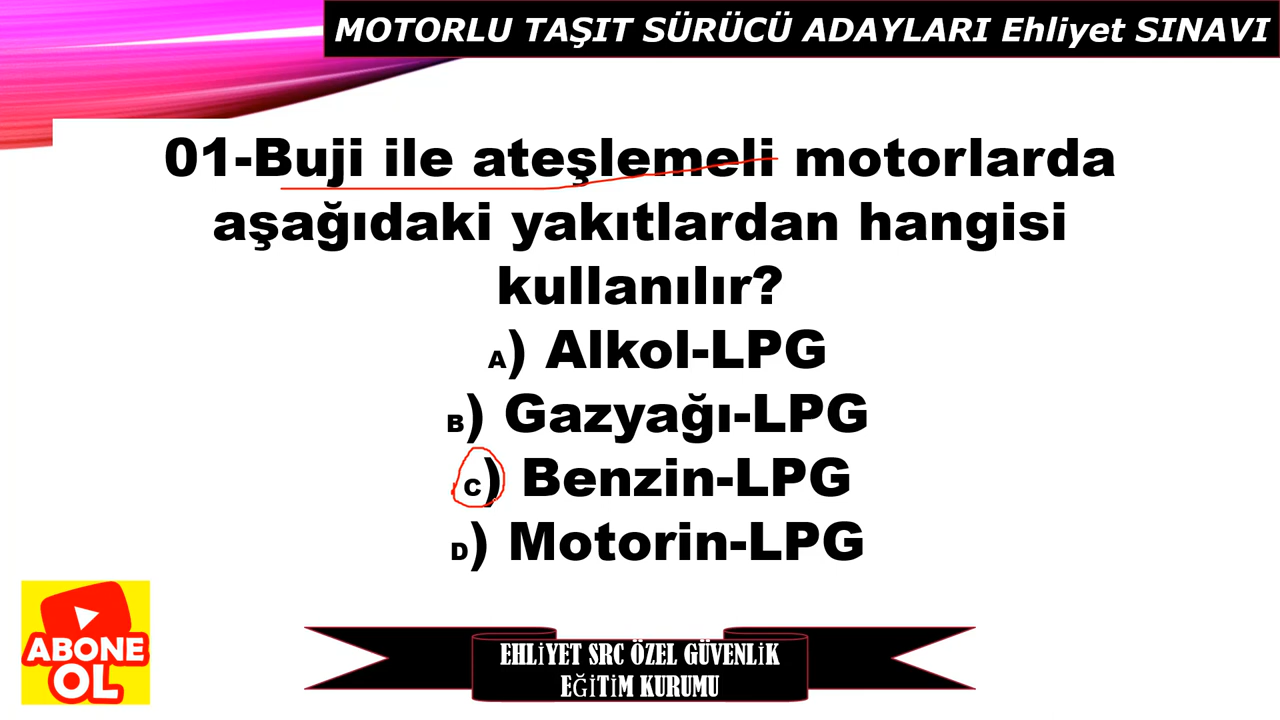 MOTORLU TAŞIT SÜRÜCÜ ADAYLARI Ehliyet SINAVI
01-Buji ile ateşlemeli motorlarda
aşağıdaki yakıtlardan hangisi
kullanılır?
A) Alkol-LPG
B) Gazyağı-LPG
C) Benzin-LPG
D) Motorin-LPG
ABONE
OL
EHLİYET SRC ÖZEL GÜVENLİK
EĞİTİM KURUMU